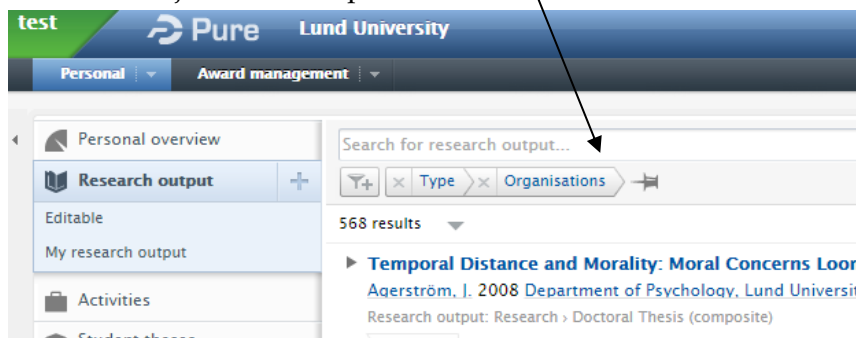 test
Pure Lund University
Personal Award management
Personal overview
Search for research output...
Research output
Type Organisations
Editable
568 results
My research output
Temporal Distance and Morality: Moral Concerns Loor
Agerström, J. 2008 Department of Psychology, Lund Universit
Activities
Research output: Research › Doctoral Thesis (composite)